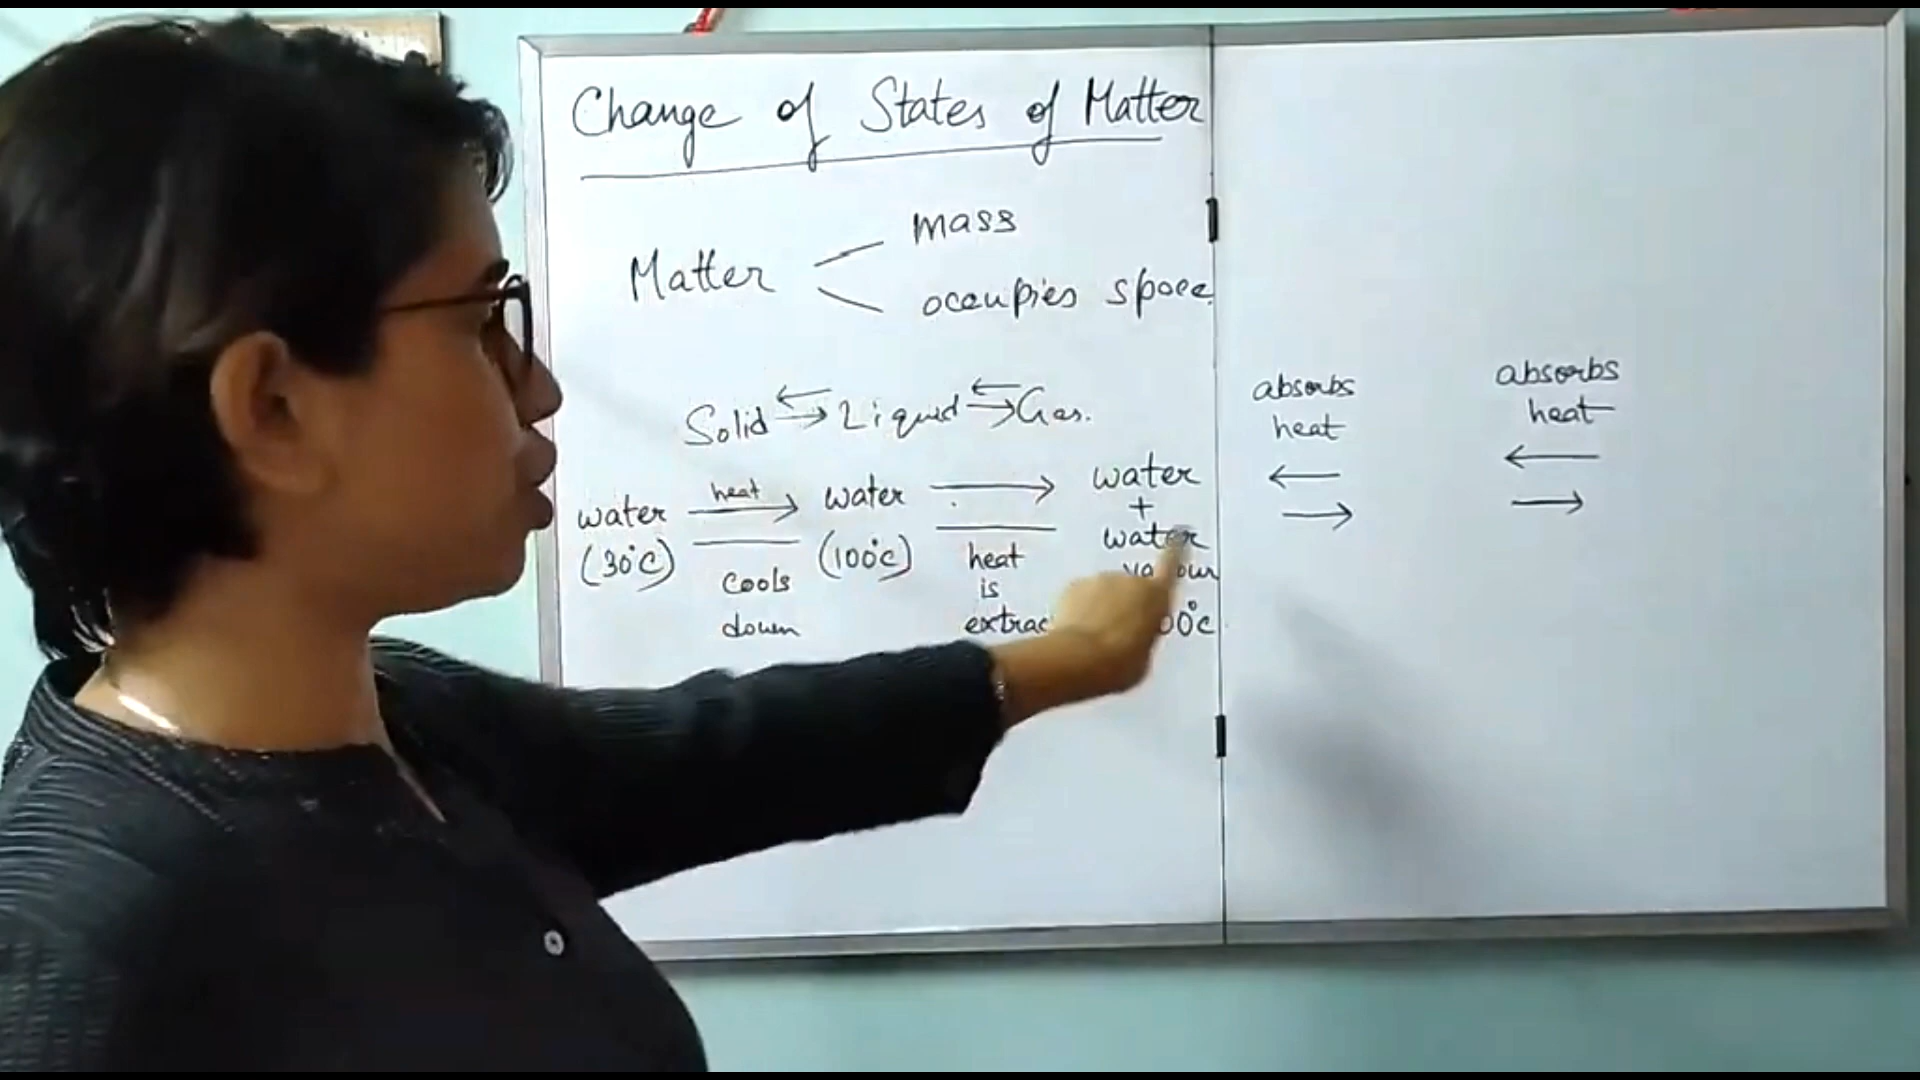 Change of States of Matter
Matter
mass
occupies space
Solid ⇄ Liquid ⇄ Gas.
water heat → water → water
+
water
(30°C) (100°C)
cools
down
heat
is
absorbs
heat
absorbs
heat